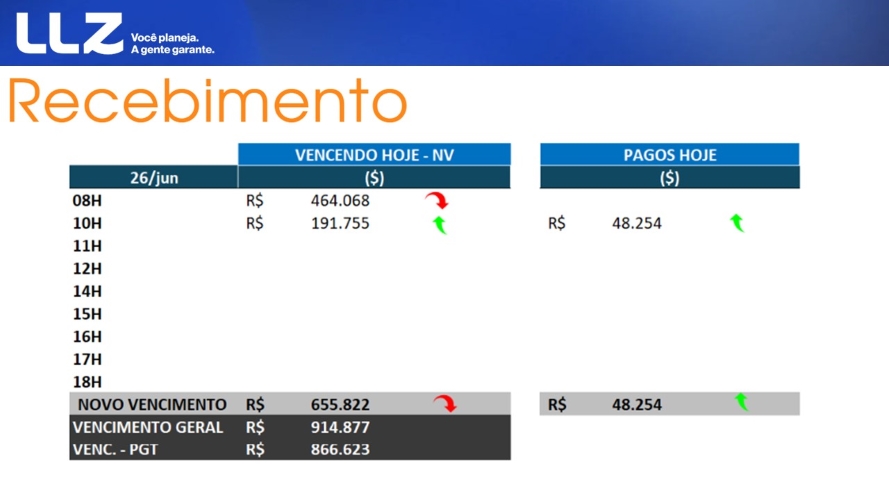 LLZ Você planeja.
A gente garante.
Recebimento
VENCENDO HOJE - NV PAGOS HOJE
26/jun ($) ($)
08H R$ 464.068
10H R$ 191.755 R$ 48.254
11H
12H
14H
15H
16H
17H
18H
NOVO VENCIMENTO R$ 655.822 R$ 48.254
VENCIMENTO GERAL R$ 914.877
VENC. - PGT R$ 866.623